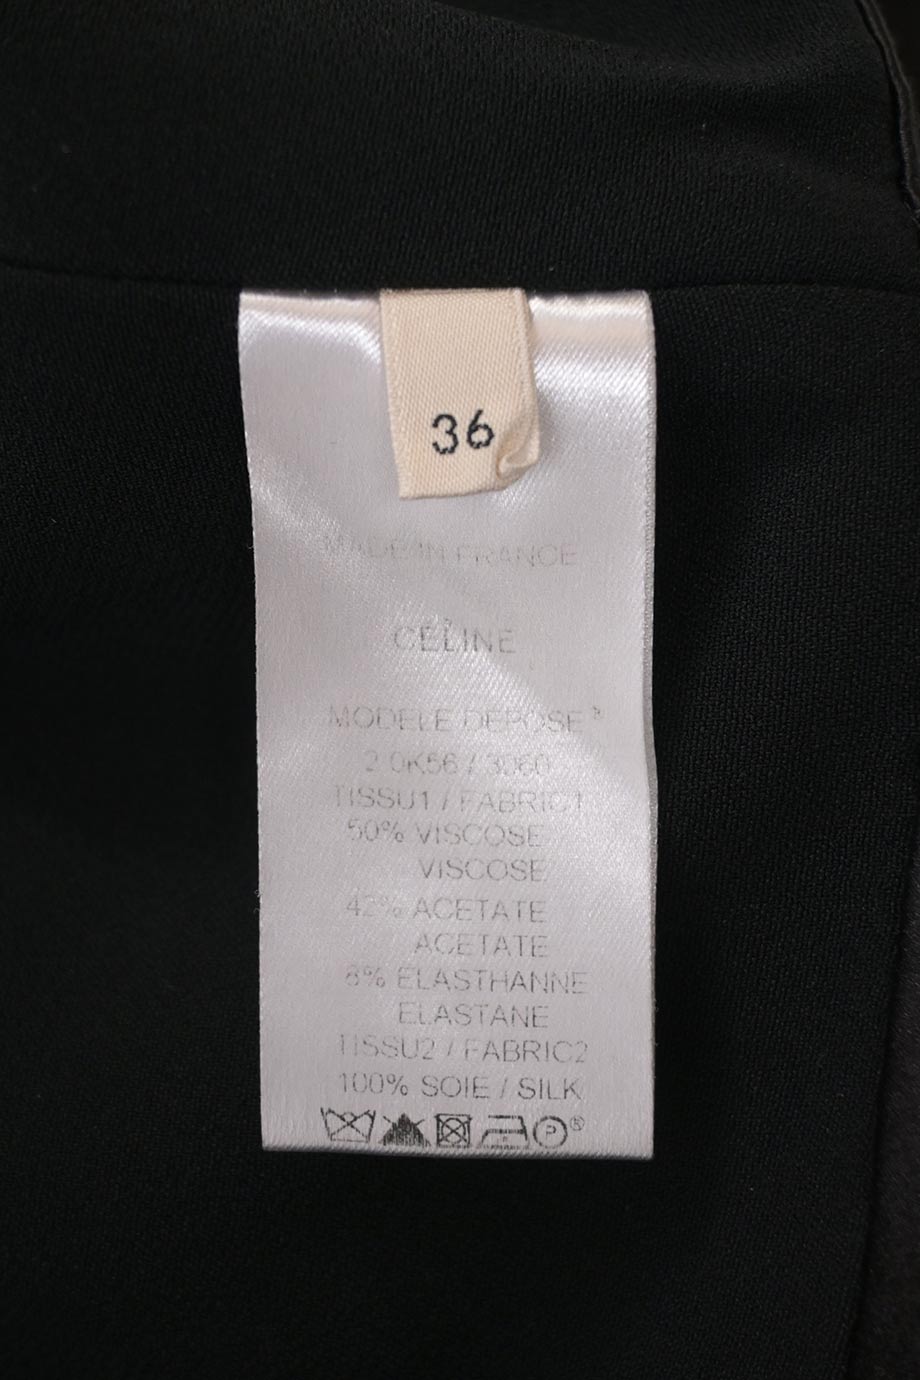 36
MADE IN FRANCE
CÉLINE
MODELE DEPOSE®
2 0K56 / 3060
TISSU1 / FABRIC1
50% VISCOSE
VISCOSE
42% ACETATE
ACETATE
8% ELASTHANNE
ELASTANE
TISSU2 / FABRIC2
100% SOIE / SILK
P ®